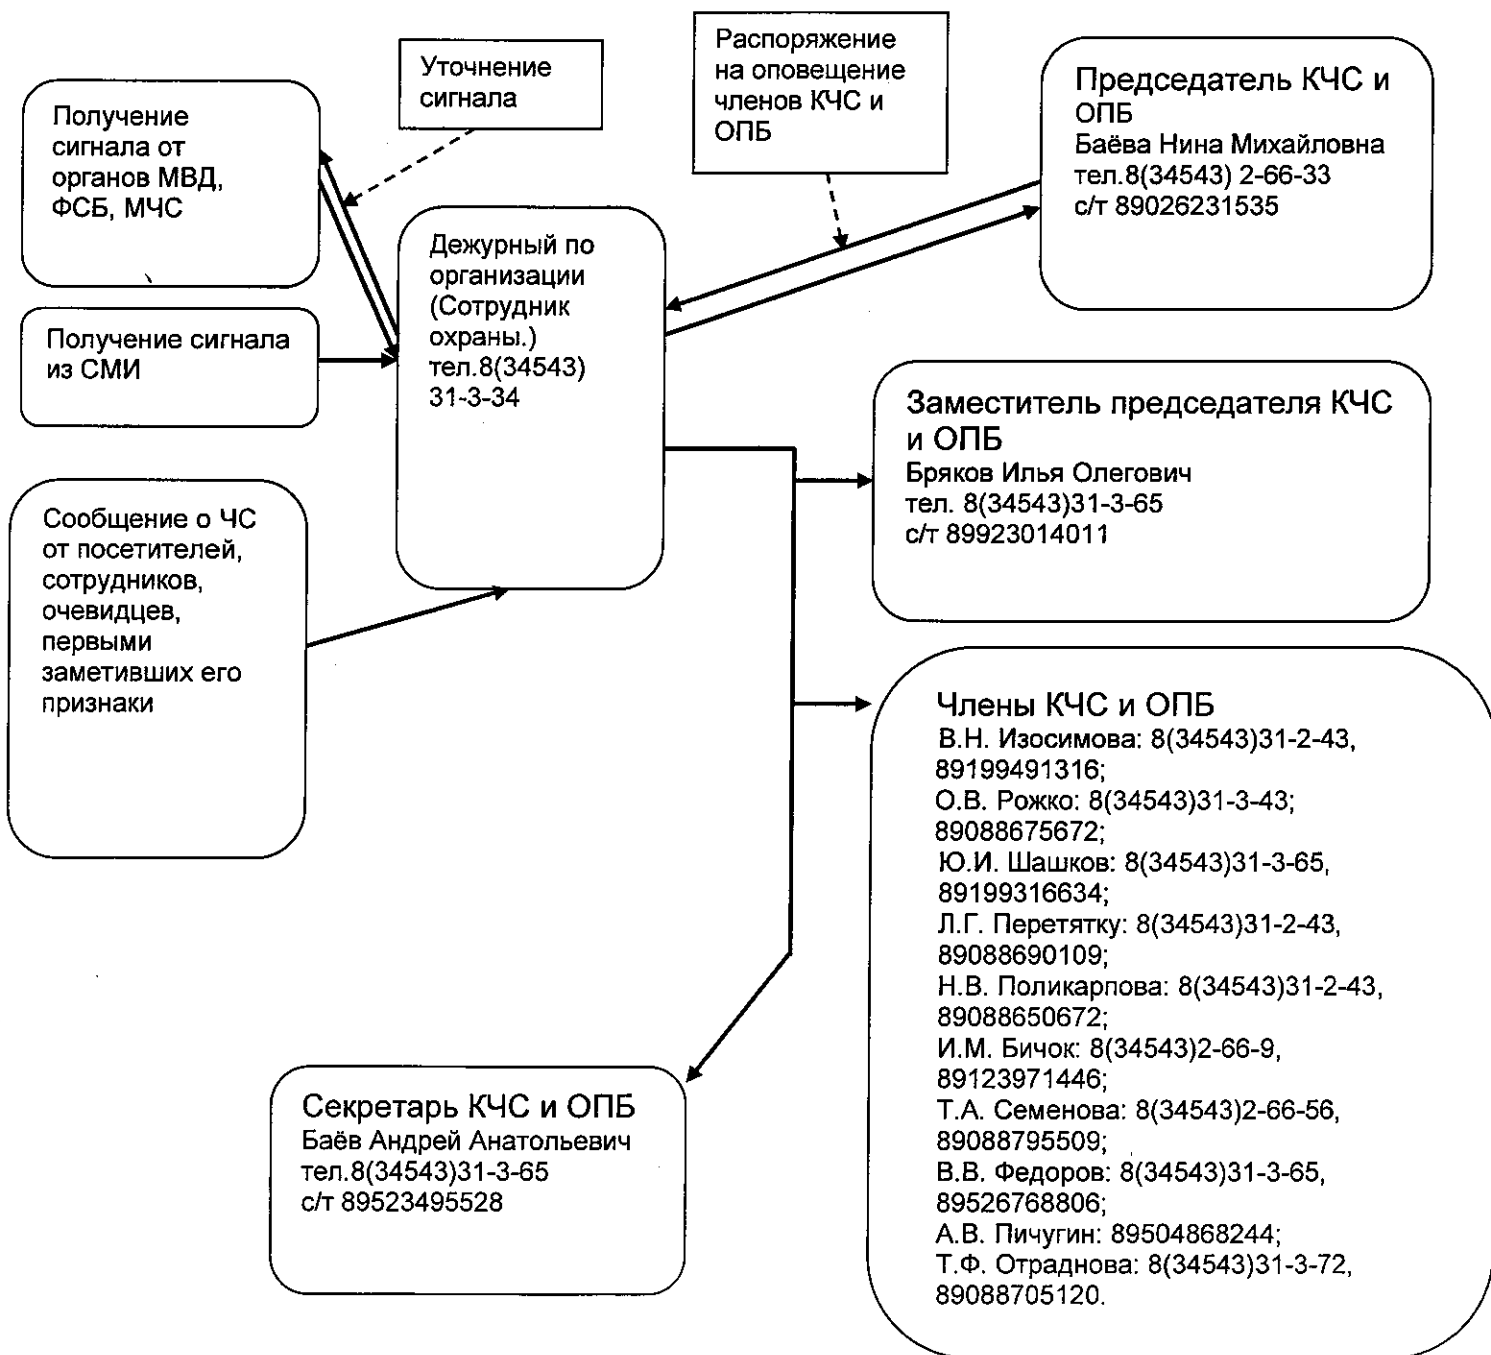 Уточнение
сигнала
Распоряжение
на оповещение
членов КЧС и
ОПБ
Председатель КЧС и
ОПБ
Баёва Нина Михайловна
тел.8(34543) 2-66-33
с/т 89026231535
Получение
сигнала от
органов МВД,
ФСБ, МЧС
Дежурный по
организации
(Сотрудник
охраны.)
тел.8(34543)
31-3-34
Получение сигнала
из СМИ
Заместитель председателя КЧС
и ОПБ
Бряков Илья Олегович
тел. 8(34543)31-3-65
с/т 89923014011
Сообщение о ЧС
от посетителей,
сотрудников,
очевидцев,
первыми
заметивших его
признаки
Члены КЧС и ОПБ
В.Н. Изосимова: 8(34543)31-2-43,
89199491316;
О.В. Рожко: 8(34543)31-3-43;
89088675672;
Ю.И. Шашков: 8(34543)31-3-65,
89199316634;
Л.Г. Перетятку: 8(34543)31-2-43,
89088690109;
Н.В. Поликарпова: 8(34543)31-2-43,
89088650672;
И.М. Бичок: 8(34543)2-66-9,
89123971446;
Т.А. Семенова: 8(34543)2-66-56,
89088795509;
В.В. Федоров: 8(34543)31-3-65,
89526768806;
А.В. Пичугин: 89504868244;
Т.Ф. Отраднова: 8(34543)31-3-72,
89088705120.
Секретарь КЧС и ОПБ
Баёв Андрей Анатольевич
тел.8(34543)31-3-65
с/т 89523495528